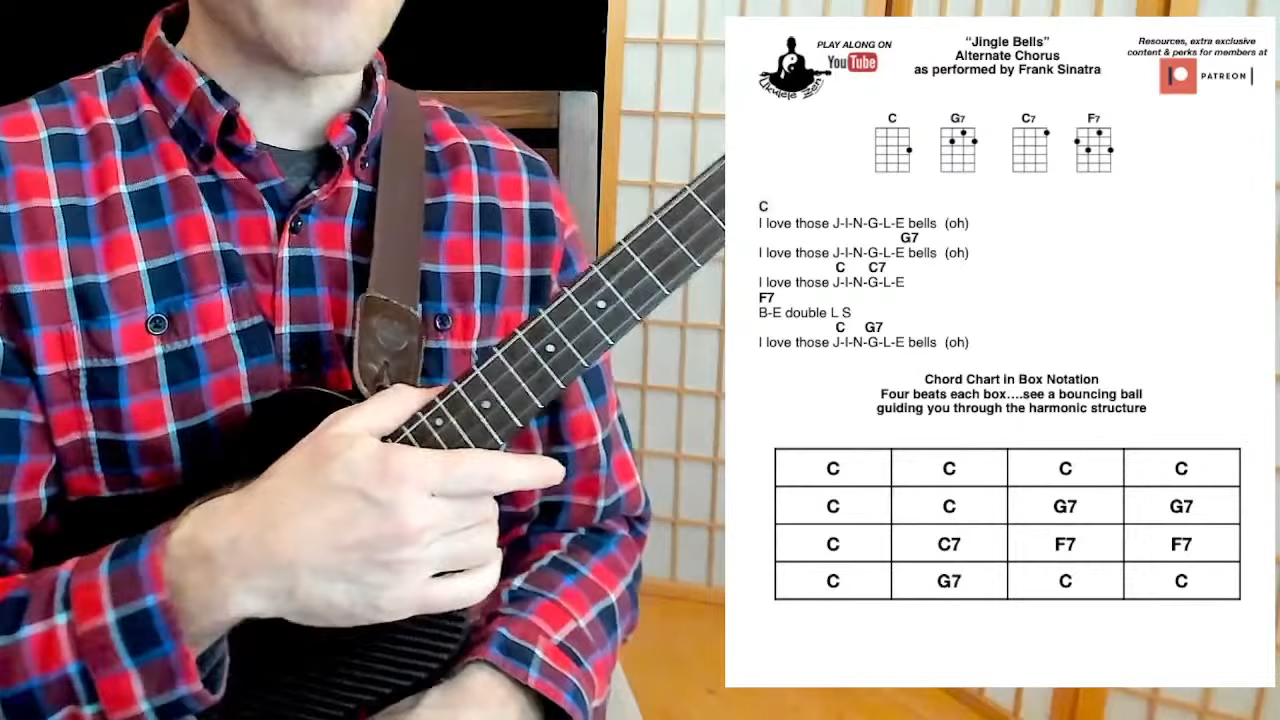 PLAY ALONG ON
YouTube
Ukulele Zen
"Jingle Bells"
Alternate Chorus
as performed by Frank Sinatra
Resources, extra exclusive
content & perks for members at
PATREON
C G7 C7 F7
C
I love those J-I-N-G-L-E bells (oh)
G7
I love those J-I-N-G-L-E bells (oh)
C C7
I love those J-I-N-G-L-E
F7
B-E double L S
C G7
I love those J-I-N-G-L-E bells (oh)
Chord Chart in Box Notation
Four beats each box....see a bouncing ball
guiding you through the harmonic structure
C C C C
C C G7 G7
C C7 F7 F7
C G7 C C